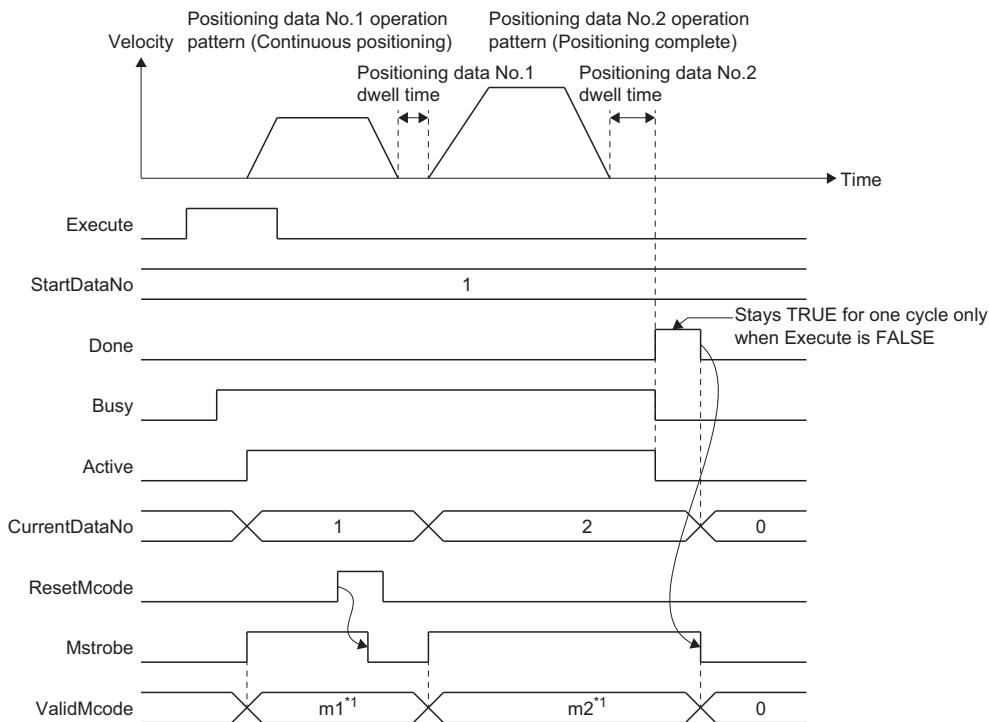 Positioning data No.1 operation
pattern (Continuous positioning)
Positioning data No.2 operation
pattern (Positioning complete)
Velocity
Positioning data No.1
dwell time
Positioning data No.2
dwell time
Time
Execute
StartDataNo
1
Stays TRUE for one cycle only
when Execute is FALSE
Done
Busy
Active
CurrentDataNo
1
2
0
ResetMcode
Mstrobe
ValidMcode
m1*1
m2*1
0